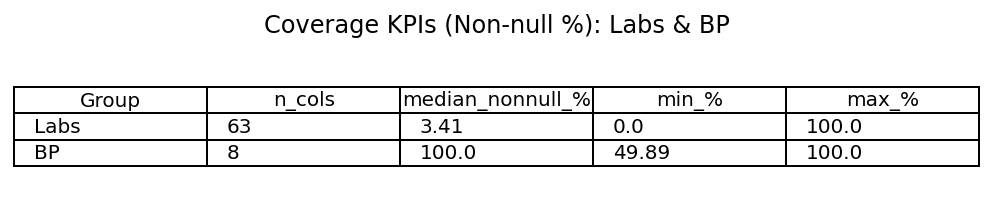 Coverage KPIs (Non-null %): Labs & BP
Group n_cols median_nonnull_% min_% max_%
Labs 63 3.41 0.0 100.0
BP 8 100.0 49.89 100.0